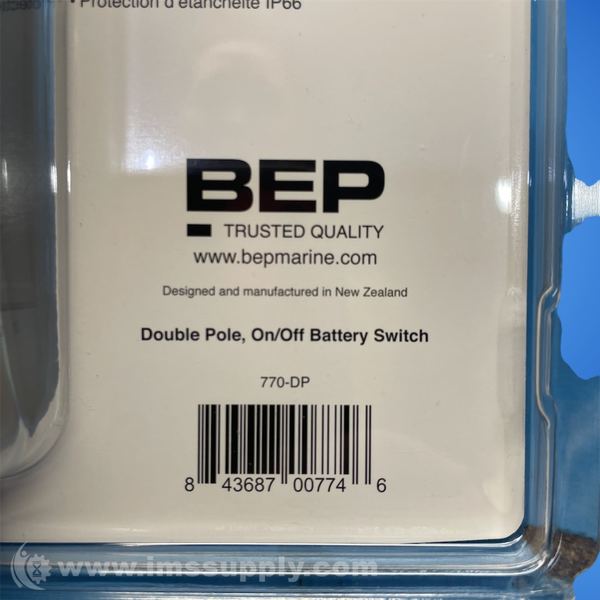 • Protection d'étanchéité IP66
BEP
TRUSTED QUALITY
www.bepmarine.com
Designed and manufactured in New Zealand
Double Pole, On/Off Battery Switch
770-DP
8 43687 00774 6
www.imssupply.com